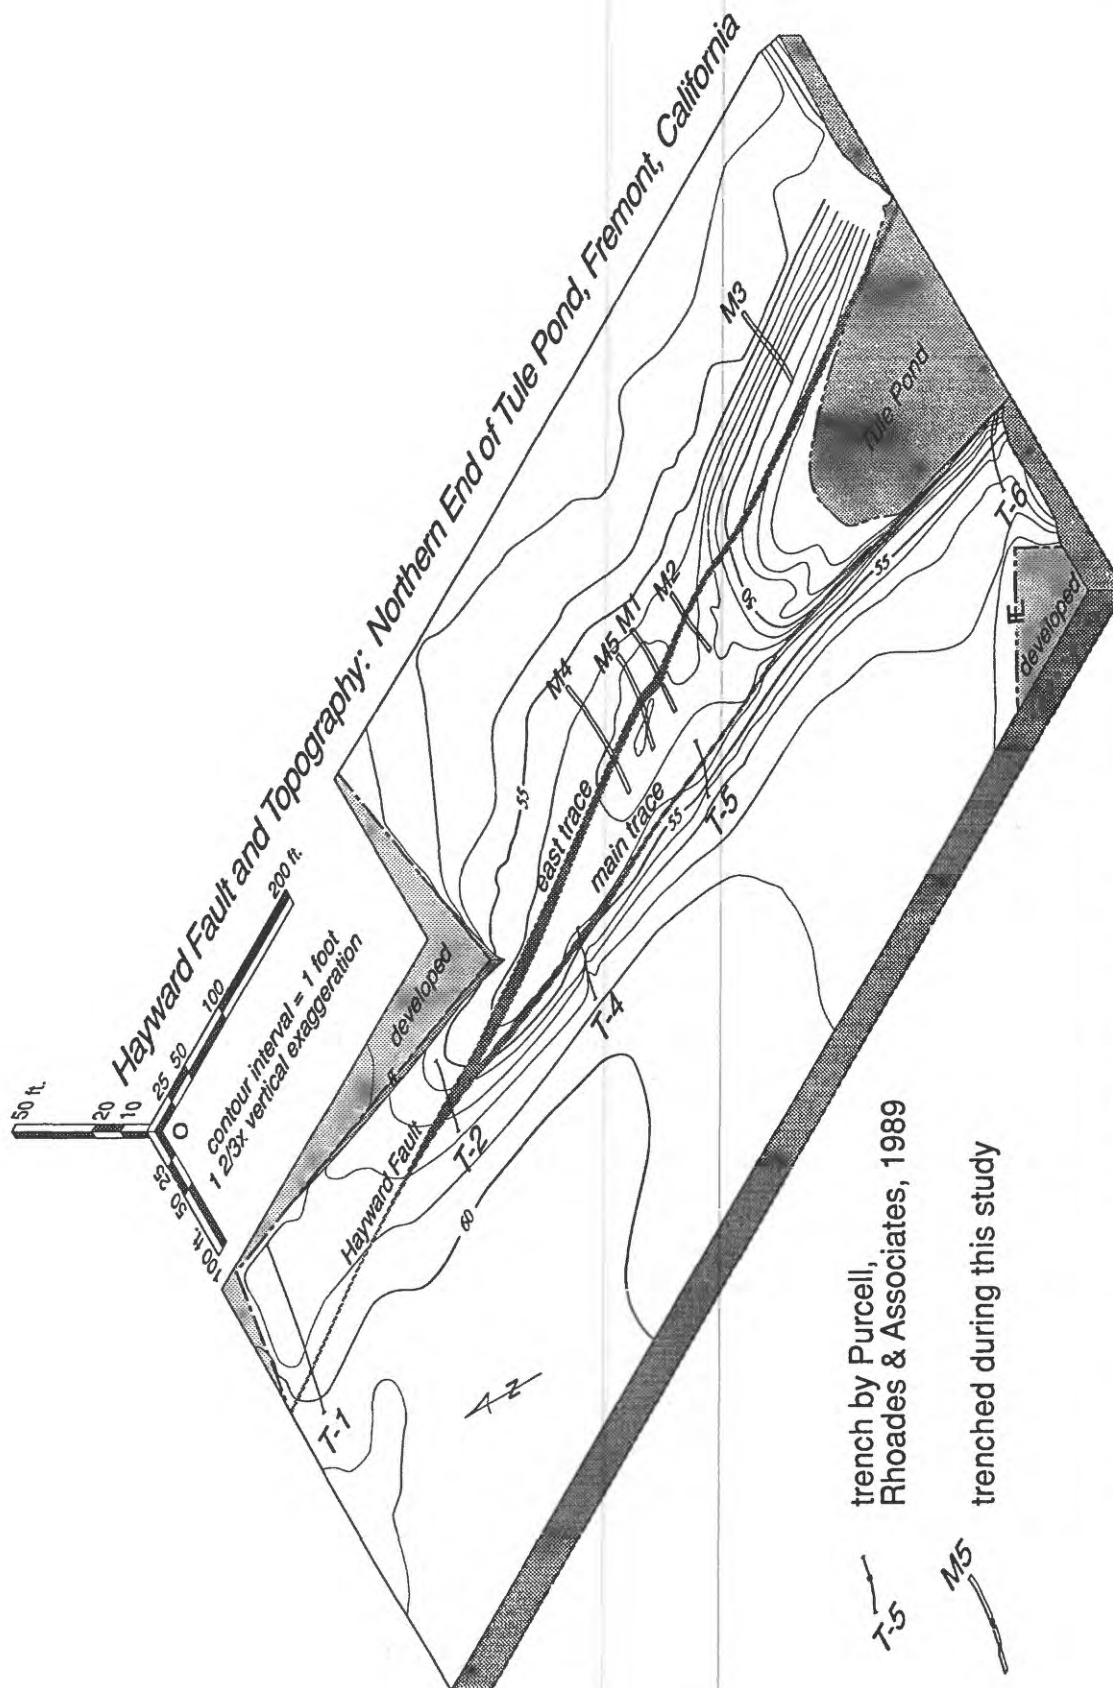 Hayward Fault and Topography: Northern End of Tule Pond, Fremont, California
50 ft.
20
10
0
25
50
100
200 ft.
25
50
100 ft.
contour interval = 1 foot
1 2/3x vertical exaggeration
developed
Hayward Fault
east trace
main trace
T-1
T-2
T-4
T-5
T-6
M4
M5
M1
M2
M3
60
55
55
55
50
Tule Pond
developed
N
T-5
trench by Purcell,
Rhoades & Associates, 1989
M5
trenched during this study